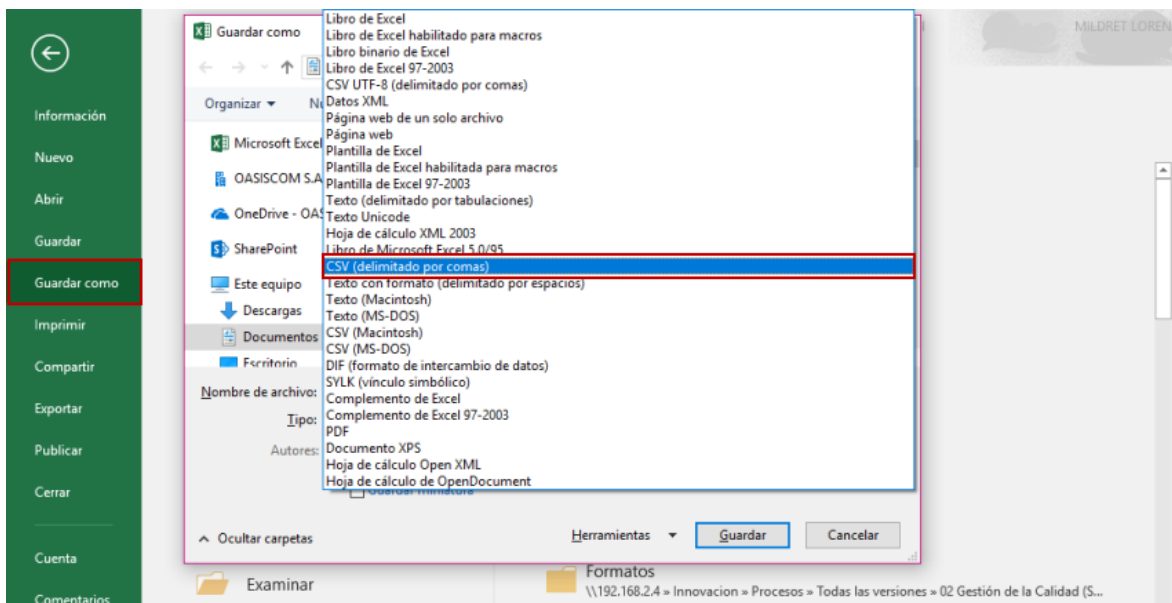 MILDRET LOREN
Información
Nuevo
Abrir
Guardar
Guardar como
Imprimir
Compartir
Exportar
Publicar
Cerrar
Cuenta
Comentarios
Guardar como
Organizar
Microsoft Excel
OASISCOM S.A
OneDrive - OAS
SharePoint
Este equipo
Descargas
Documentos
Escritorio
Nombre de archivo:
Tipo:
Autores:
Libro de Excel
Libro de Excel habilitado para macros
Libro binario de Excel
Libro de Excel 97-2003
CSV UTF-8 (delimitado por comas)
Datos XML
Página web de un solo archivo
Página web
Plantilla de Excel
Plantilla de Excel habilitada para macros
Plantilla de Excel 97-2003
Texto (delimitado por tabulaciones)
Texto Unicode
Hoja de cálculo XML 2003
Libro de Microsoft Excel 5.0/95
CSV (delimitado por comas)
Texto con formato (delimitado por espacios)
Texto (Macintosh)
Texto (MS-DOS)
CSV (Macintosh)
CSV (MS-DOS)
DIF (formato de intercambio de datos)
SYLK (vínculo simbólico)
Complemento de Excel
Complemento de Excel 97-2003
PDF
Documento XPS
Hoja de cálculo Open XML
Hoja de cálculo de OpenDocument
Guardar miniatura
Ocultar carpetas
Herramientas
Guardar
Cancelar
Examinar
Formatos
\\192.168.2.4 » Innovacion » Procesos » Todas las versiones » 02 Gestión de la Calidad (S...